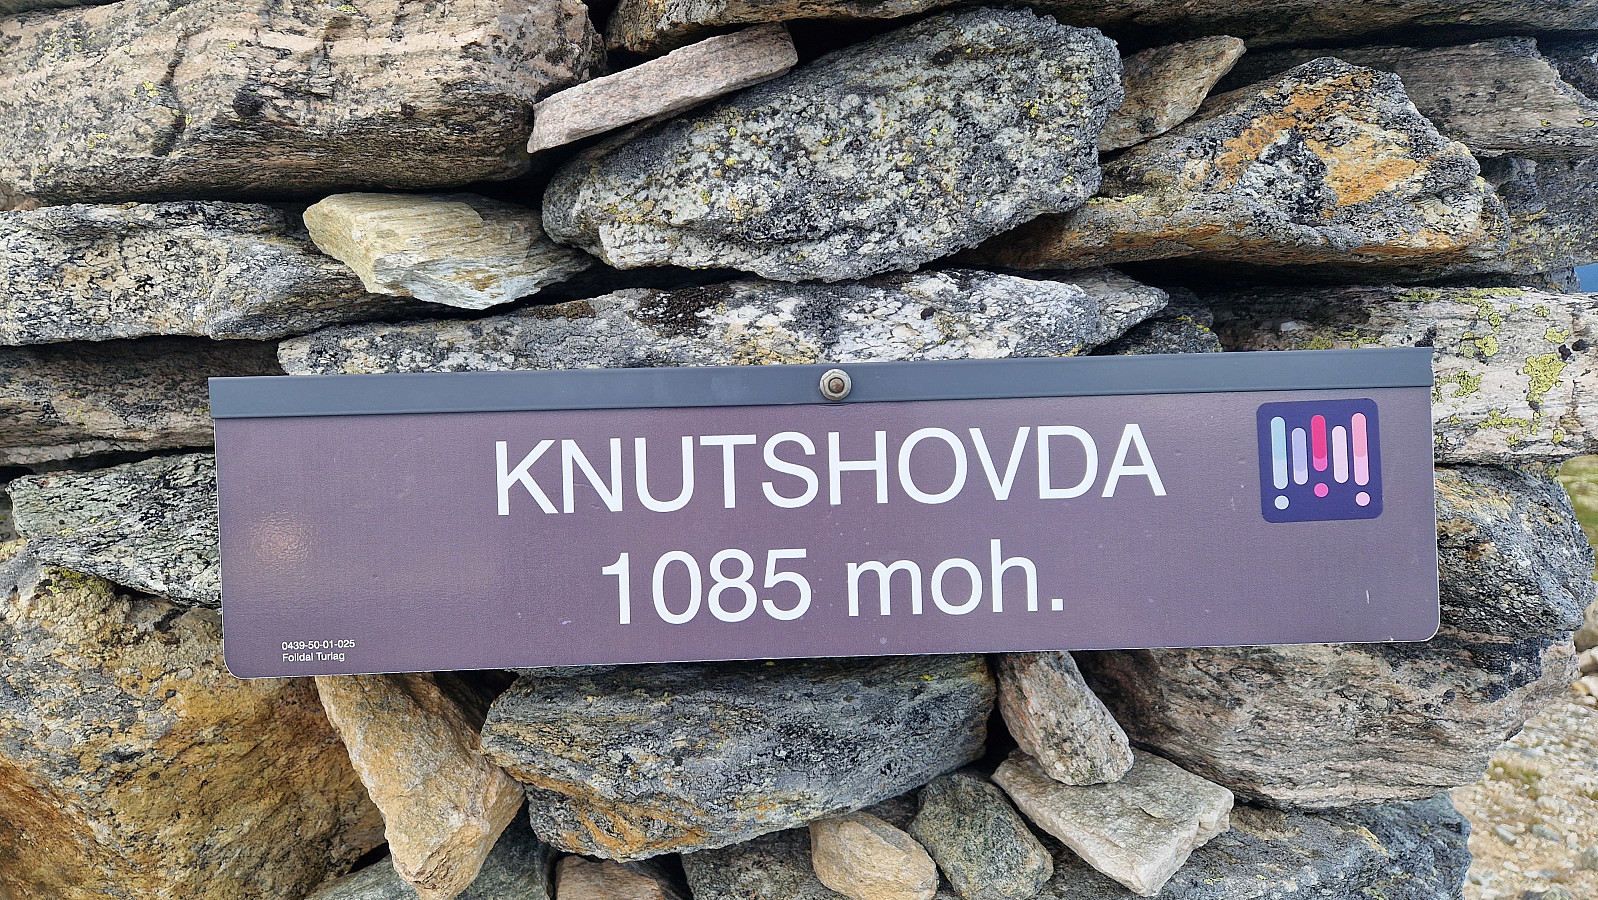 KNUTSHOVDA
1085 moh.
0439-50-01-025
Folldal Turlag